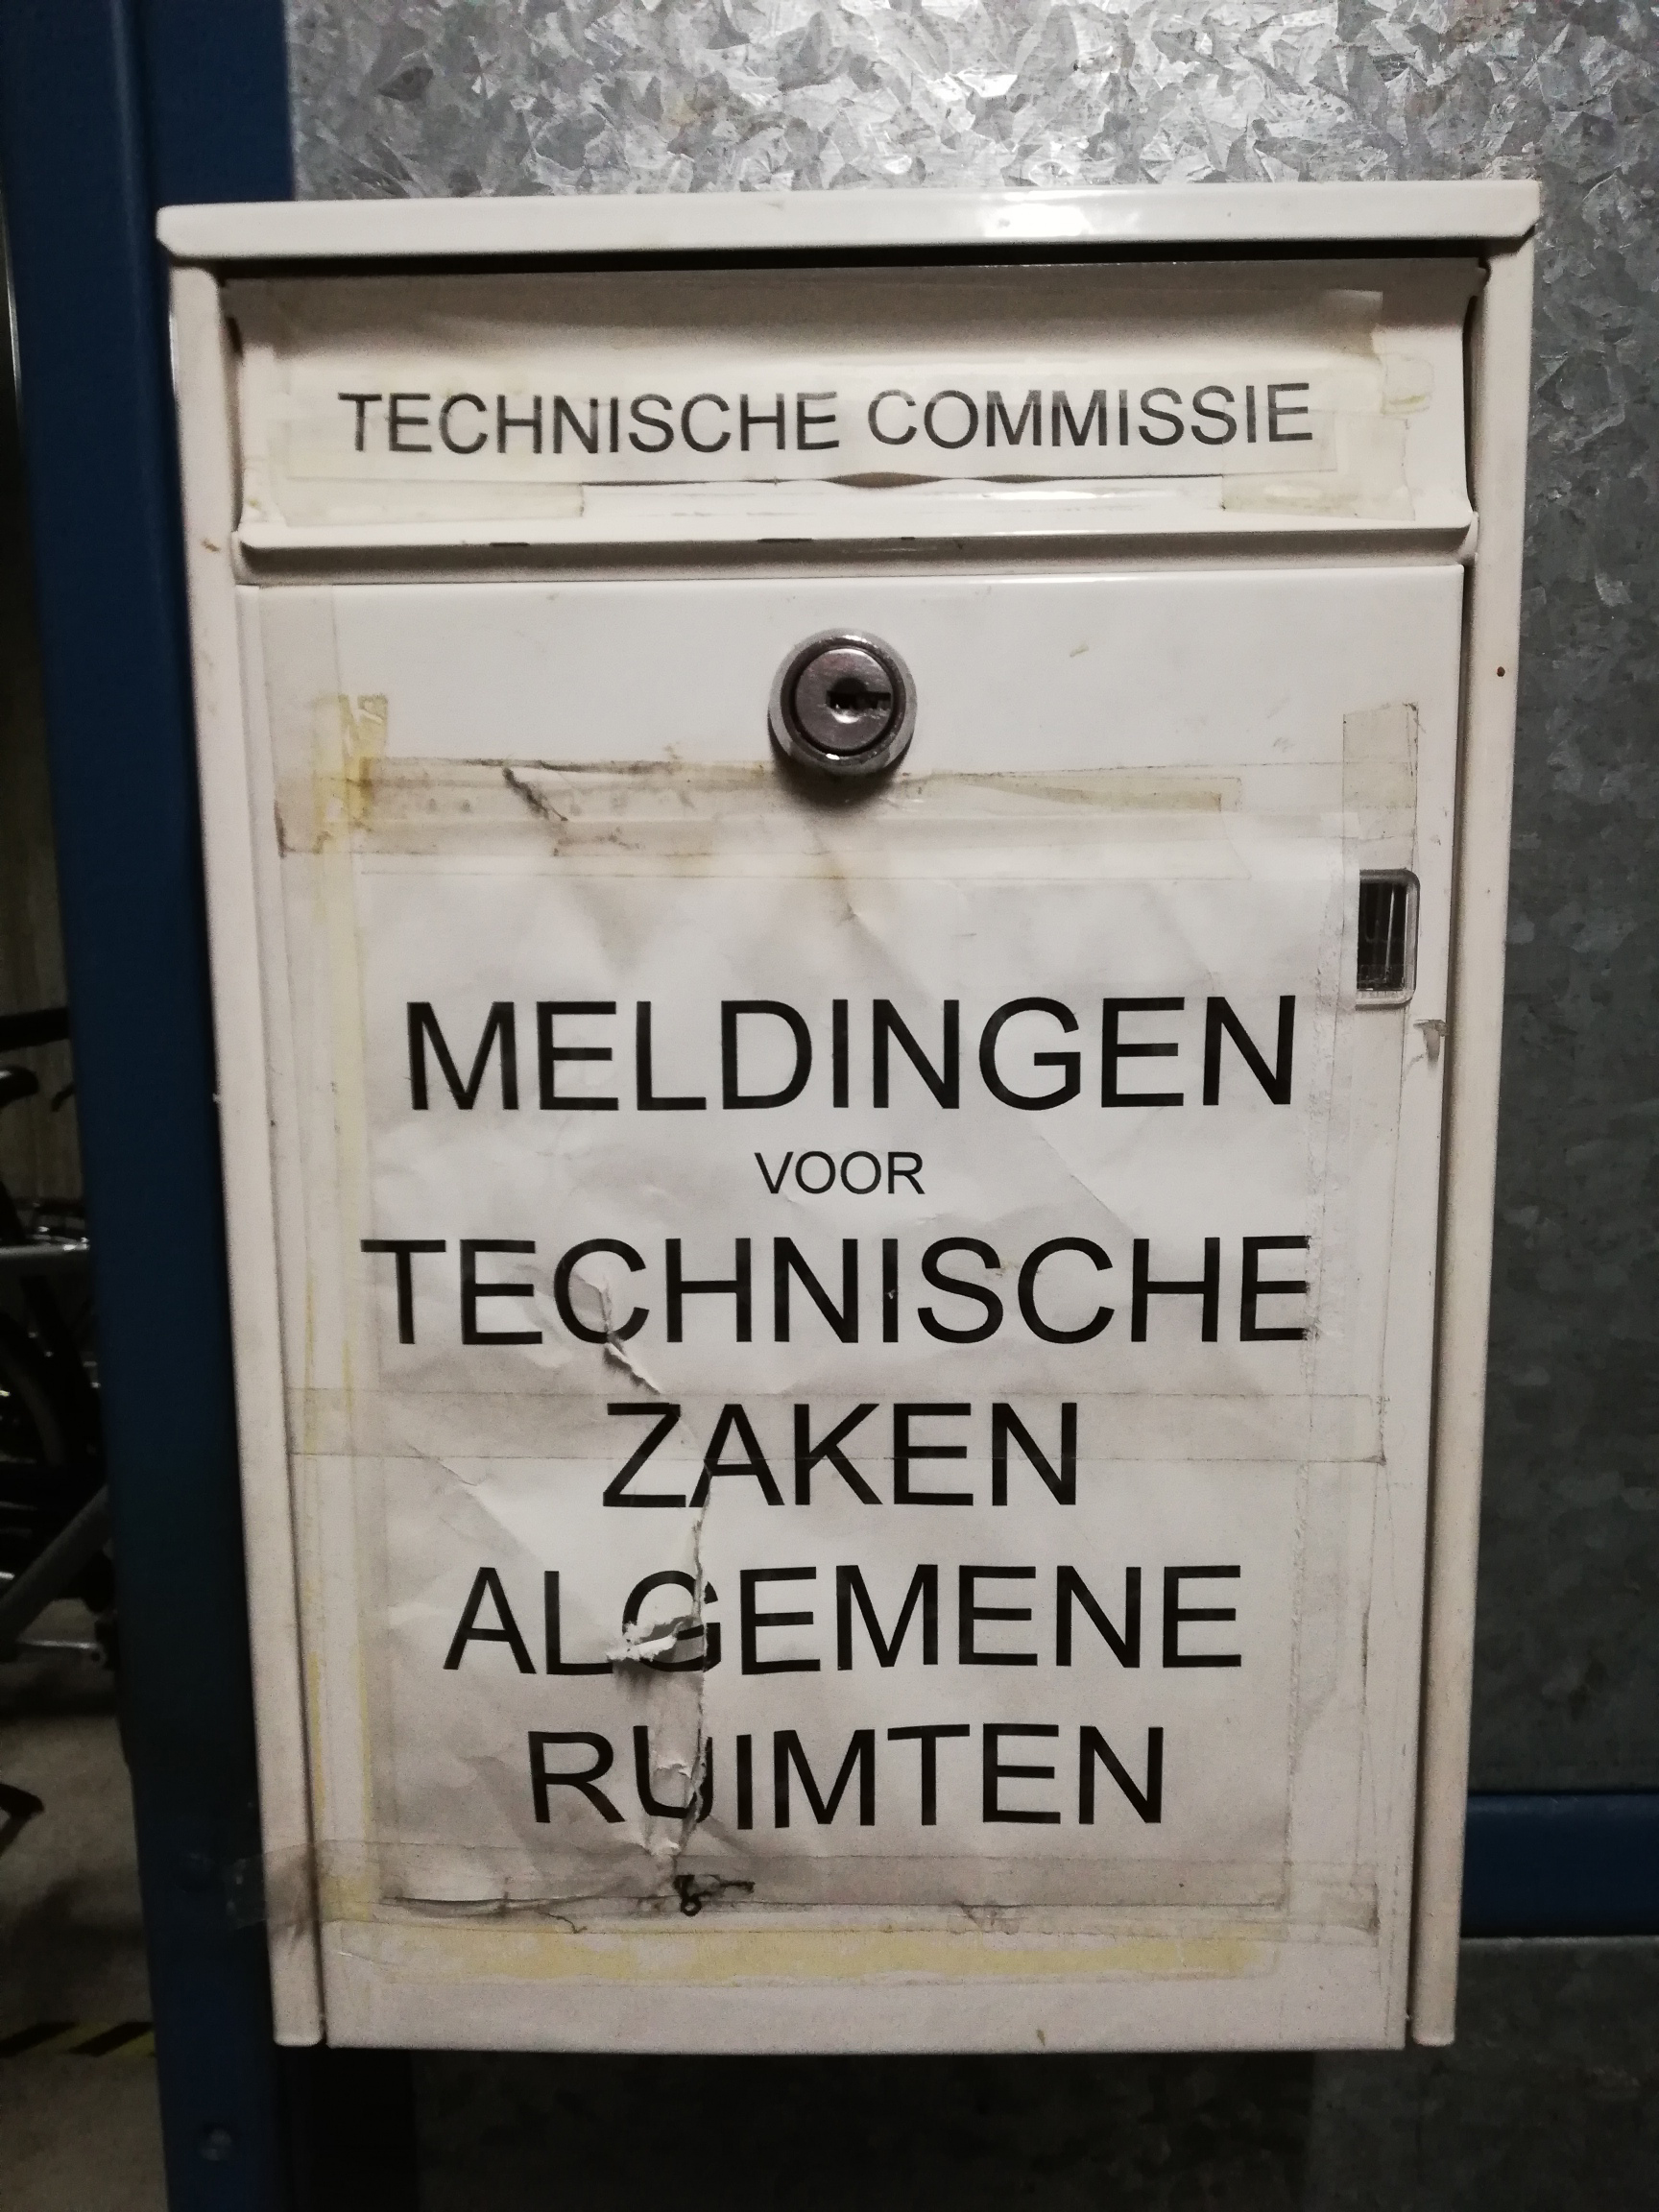 TECHNISCHE COMMISSIE
MELDINGEN
VOOR
TECHNISCHE
ZAKEN
ALGEMENE
RUIMTEN